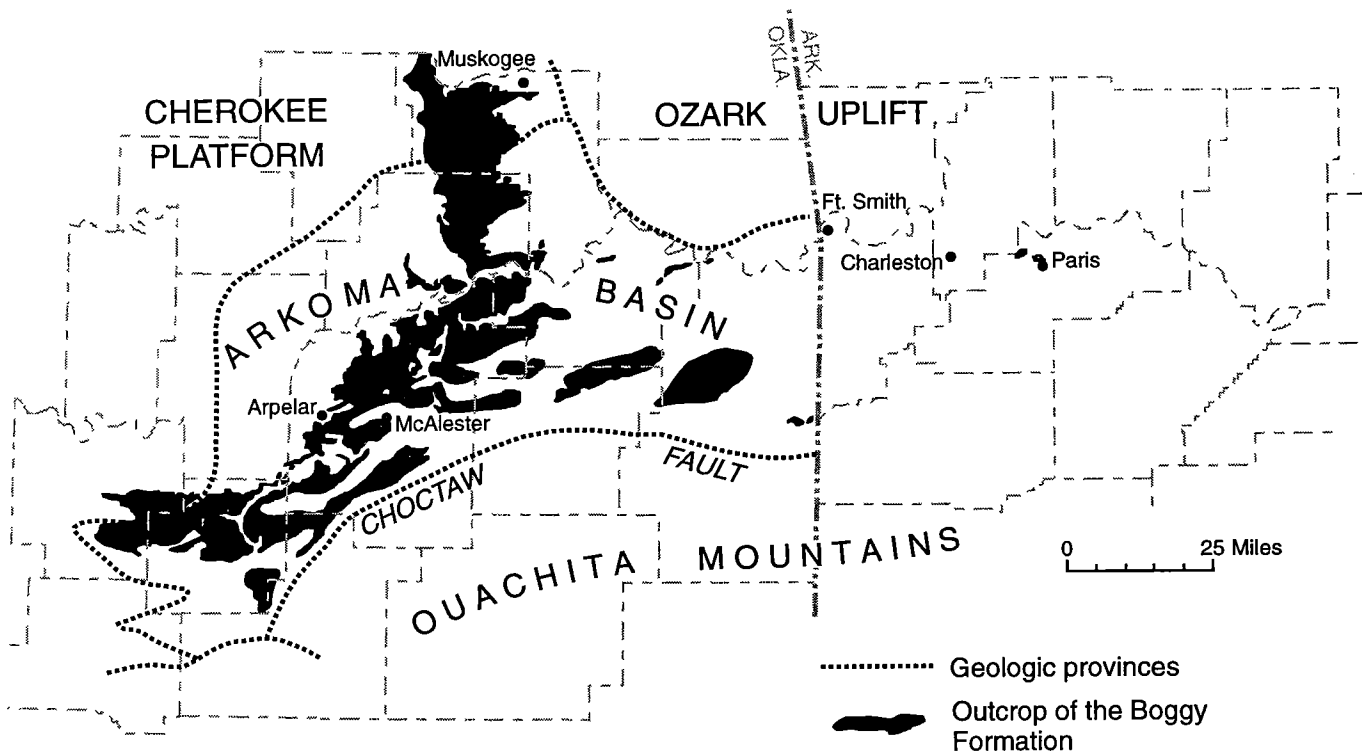 Muskogee
ARK.
OKLA.
CHEROKEE
PLATFORM
OZARK UPLIFT
Ft. Smith
Charleston
Paris
ARKOMA BASIN
Arpelar
McAlester
CHOCTAW FAULT
OUACHITA MOUNTAINS
0 25 Miles
Geologic provinces
Outcrop of the Boggy
Formation